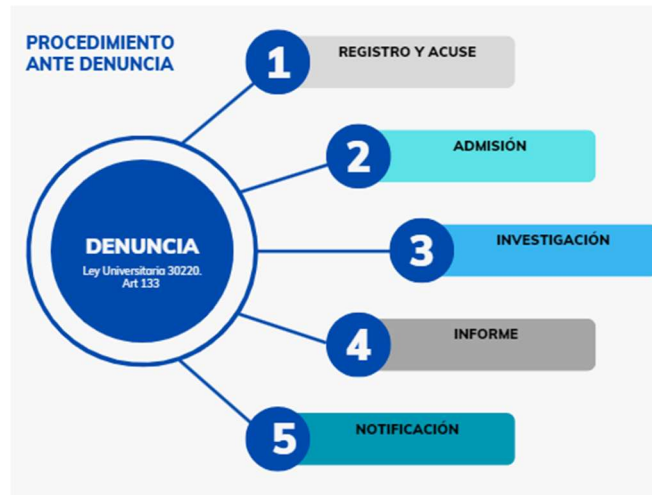 PROCEDIMIENTO
ANTE DENUNCIA
1
REGISTRO Y ACUSE
2
ADMISIÓN
DENUNCIA
Ley Universitaria 30220.
Art 133
3
INVESTIGACIÓN
4
INFORME
5
NOTIFICACIÓN